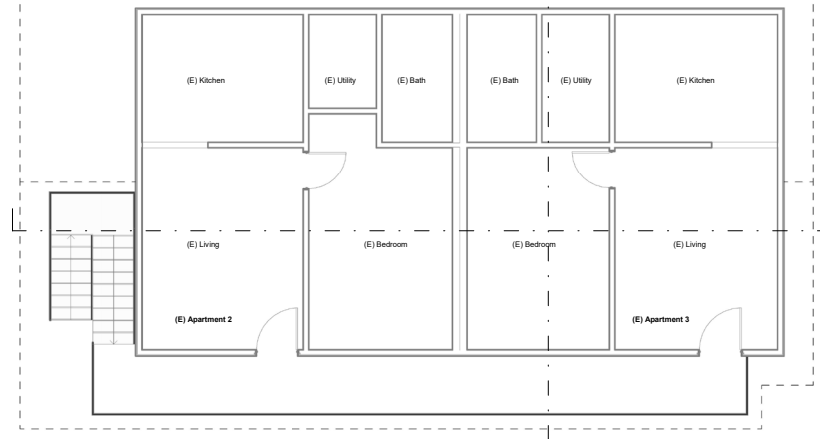 (E) Kitchen
(E) Utility
(E) Bath
(E) Bath
(E) Utility
(E) Kitchen
(E) Living
(E) Bedroom
(E) Bedroom
(E) Living
(E) Apartment 2
(E) Apartment 3